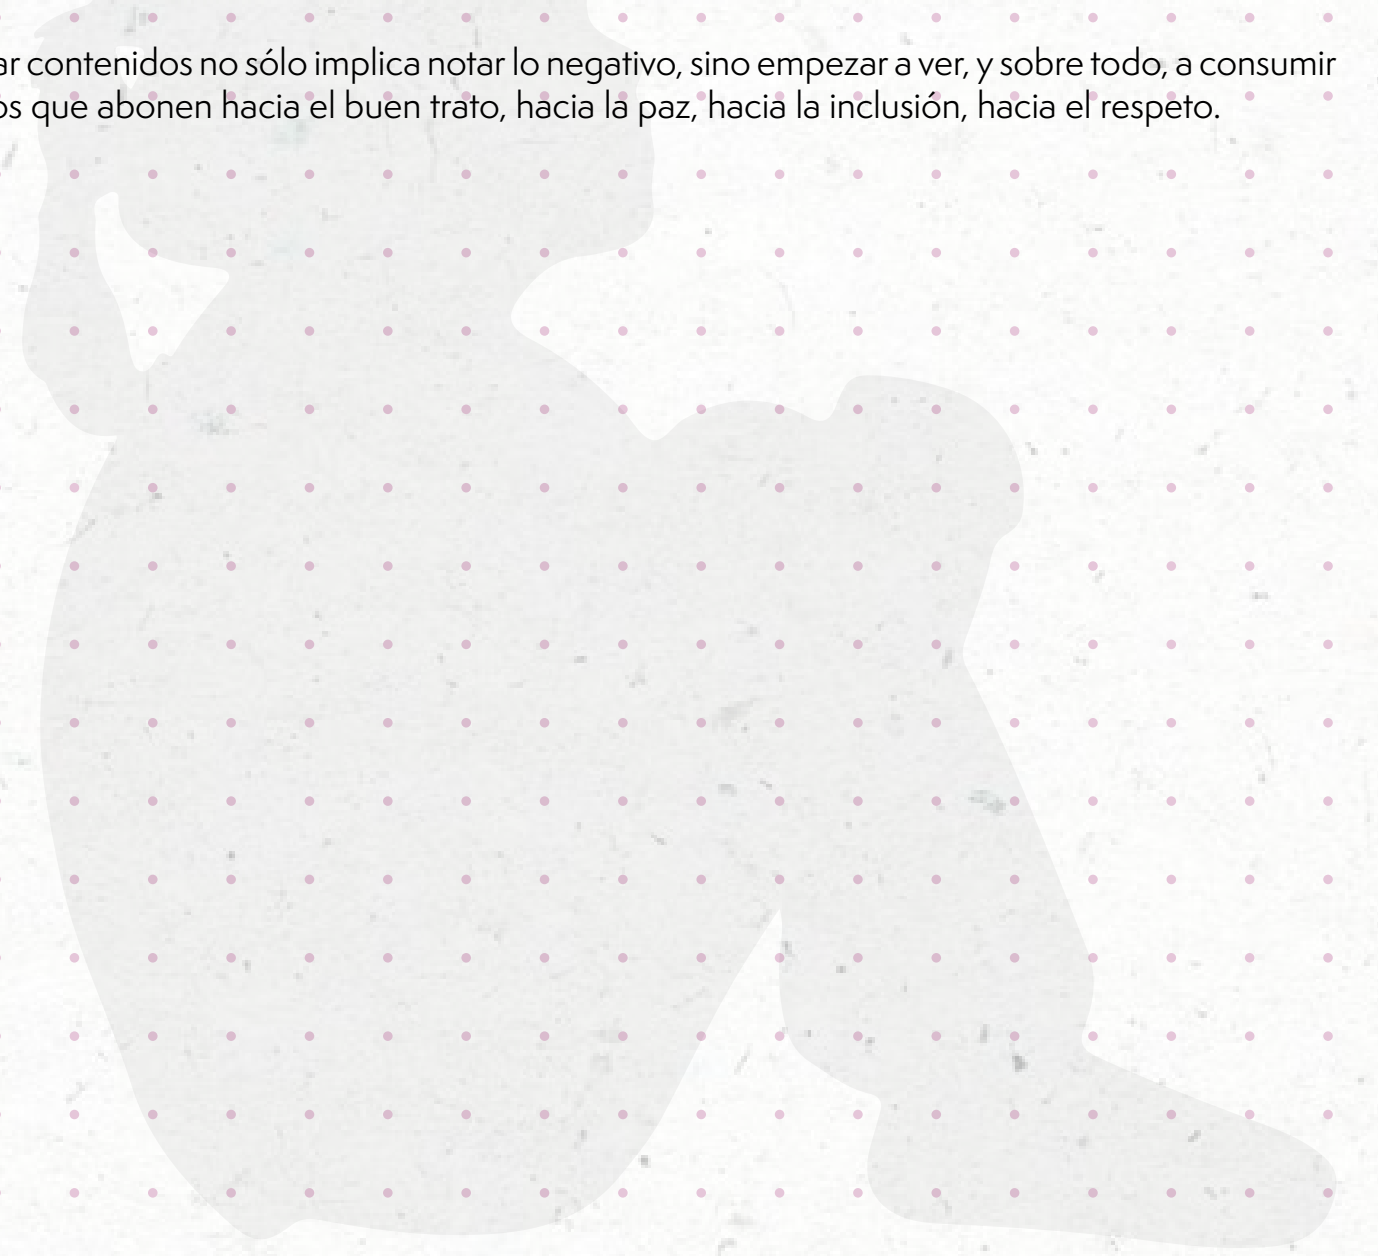 ar contenidos no sólo implica notar lo negativo, sino empezar a ver, y sobre todo, a consumir
os que abonen hacia el buen trato, hacia la paz, hacia la inclusión, hacia el respeto.